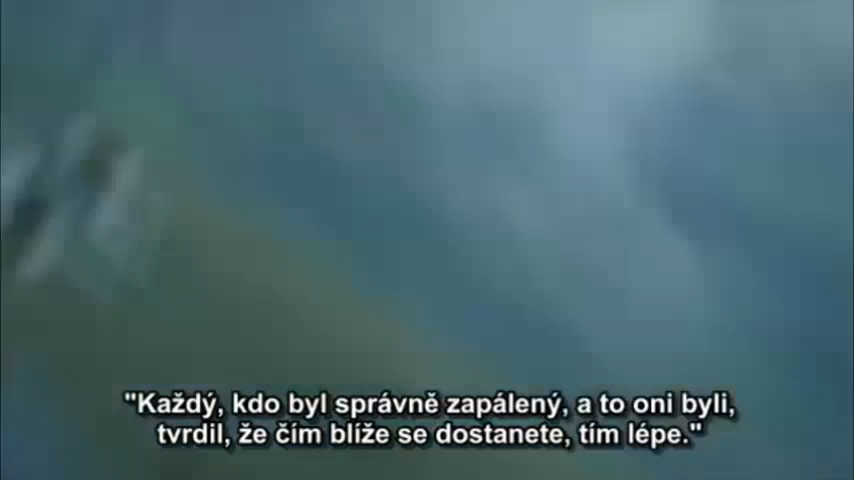 "Každý, kdo byl správně zapálený, a to oni byli,
tvrdil, že čím blíže se dostanete, tím lépe."